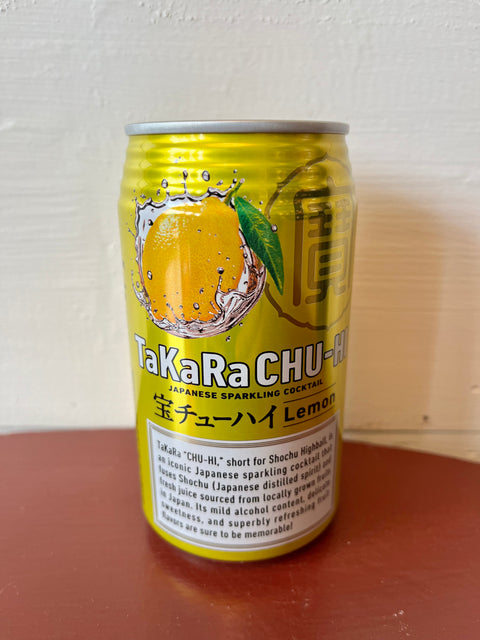 寳
TaKaRa CHU-HI
JAPANESE SPARKLING COCKTAIL
宝チューハイ Lemon
TaKaRa "CHU-HI," short for Shochu Highball, is
an iconic Japanese sparkling cocktail that
fuses Shochu (Japanese distilled spirit) and
fresh juice sourced from locally grown fruits
in Japan. Its mild alcohol content, delicate
sweetness, and superbly refreshing fruit
flavors are sure to be memorable!